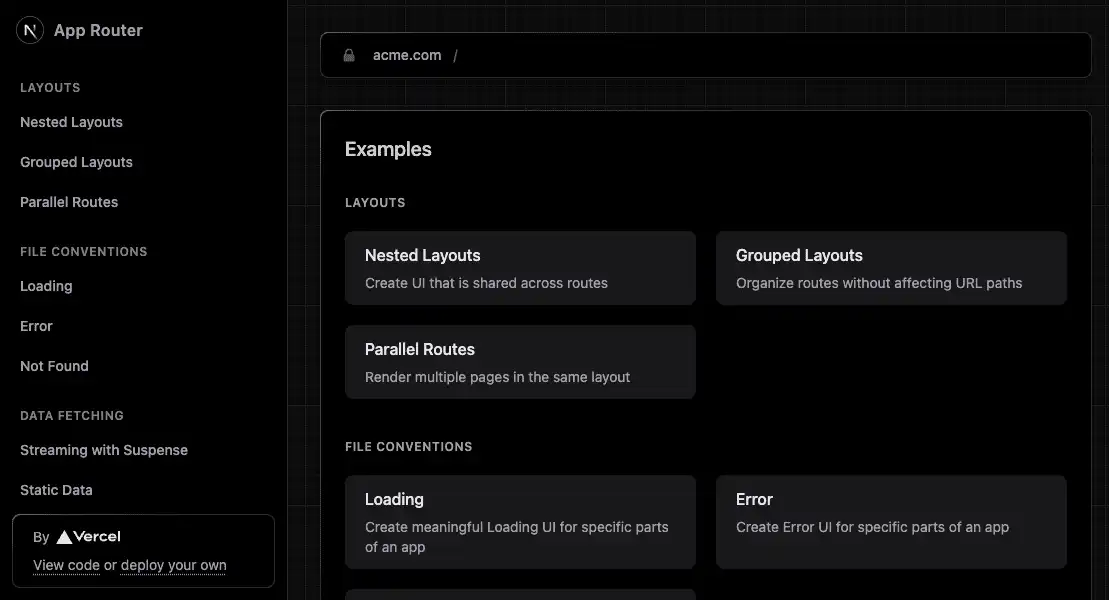 App Router
LAYOUTS
Nested Layouts
Grouped Layouts
Parallel Routes
FILE CONVENTIONS
Loading
Error
Not Found
DATA FETCHING
Streaming with Suspense
Static Data
By Vercel
View code or deploy your own
acme.com /
Examples
LAYOUTS
Nested Layouts
Create UI that is shared across routes
Grouped Layouts
Organize routes without affecting URL paths
Parallel Routes
Render multiple pages in the same layout
FILE CONVENTIONS
Loading
Create meaningful Loading UI for specific parts
of an app
Error
Create Error UI for specific parts of an app